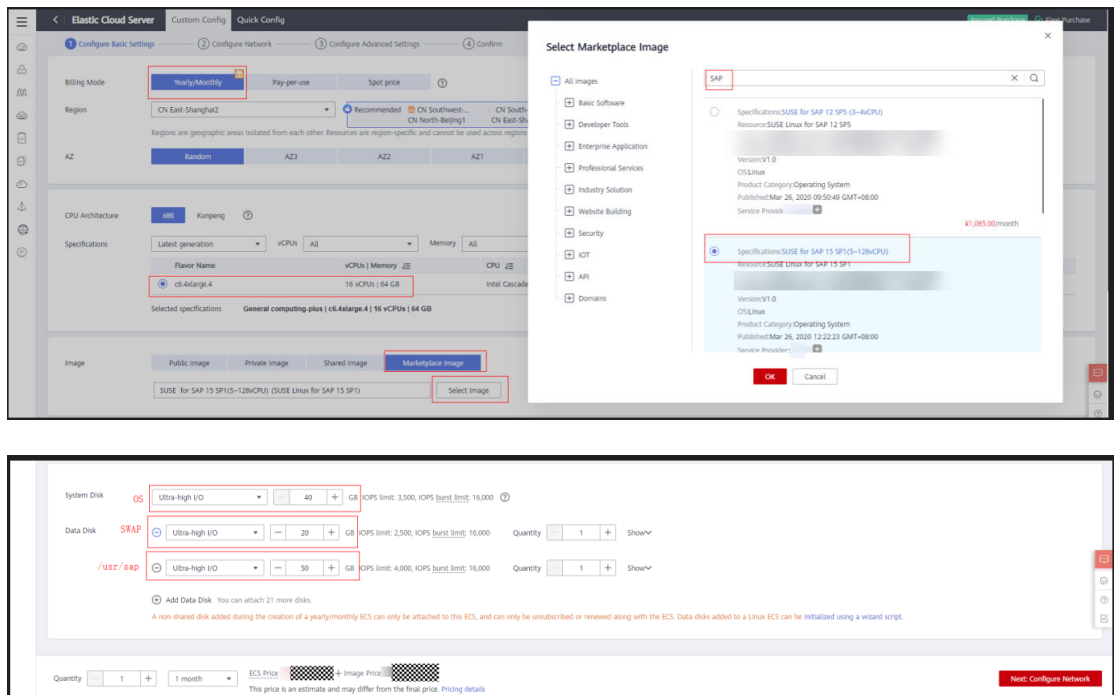 Elastic Cloud Server Custom Config Quick Config
Flexi Purchase
1 Configure Basic Settings 2 Configure Network 3 Configure Advanced Settings 4 Confirm
Billing Mode Yearly/Monthly Pay-per-use Spot price ?
Region CN East-Shanghai2 Recommended CN Southwest-... CN South-
CN North-Beijing1 CN East-Sh
Regions are geographic areas isolated from each other. Resources are region-specific and cannot be used across regions
AZ Random AZ3 AZ2 AZ1
CPU Architecture x86 Kunpeng ?
Specifications Latest generation vCPUs All Memory All
Flavor Name vCPUs | Memory CPU
c6.4xlarge.4 16 vCPUs | 64 GB Intel Cascade
Selected specifications General computing-plus | c6.4xlarge.4 | 16 vCPUs | 64 GB
Image Public image Private image Shared image Marketplace image
SUSE for SAP 15 SP1(5~128vCPU) (SUSE Linux for SAP 15 SP1) Select Image
Select Marketplace Image
All images
Basic Software
Developer Tools
Enterprise Application
Professional Services
Industry Solution
Website Building
Security
IOT
API
Domains
SAP
Specifications:SUSE for SAP 12 SP5 (3~4vCPU)
Resource:SUSE Linux for SAP 12 SP5
Version:V1.0
OS:Linux
Product Category:Operating System
Published:Mar 26, 2020 09:50:49 GMT+08:00
Service Provide
¥1,085.00/month
Specifications:SUSE for SAP 15 SP1(5~128vCPU)
Resource:SUSE Linux for SAP 15 SP1
Version:V1.0
OS:Linux
Product Category:Operating System
Published:Mar 26, 2020 12:22:23 GMT+08:00
Service Provider:
OK Cancel
System Disk OS Ultra-high I/O 40 GB IOPS limit: 3,500, IOPS burst limit: 16,000 ?
Data Disk SWAP Ultra-high I/O 20 GB IOPS limit: 2,500, IOPS burst limit: 16,000 Quantity 1 Show
/usr/sap Ultra-high I/O 50 GB IOPS limit: 4,000, IOPS burst limit: 16,000 Quantity 1 Show
Add Data Disk You can attach 21 more disks.
A non-shared disk added during the creation of a yearly/monthly ECS can only be attached to this ECS, and can only be unsubscribed or renewed along with the ECS. Data disks added to a Linux ECS can be initialized using a wizard script.
Quantity 1 1 month ECS Price + Image Price
This price is an estimate and may differ from the final price. Pricing details
Next: Configure Network